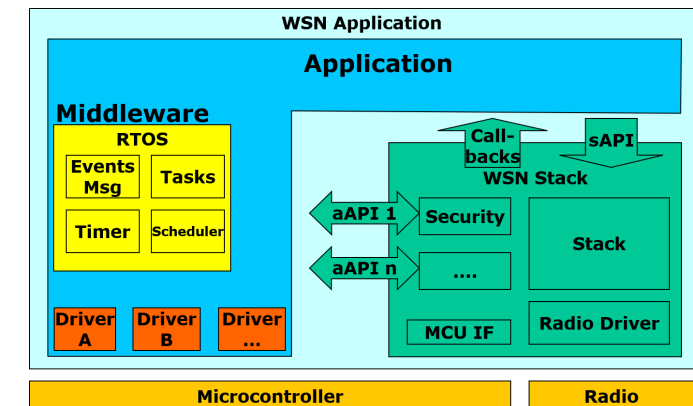 WSN Application
Application
Middleware
RTOS
Events
Msg
Tasks
Timer
Scheduler
Driver
A
Driver
B
Driver
...
Call-
backs
sAPI
WSN Stack
aAPI 1
Security
Stack
aAPI n
....
MCU IF
Radio Driver
Microcontroller
Radio